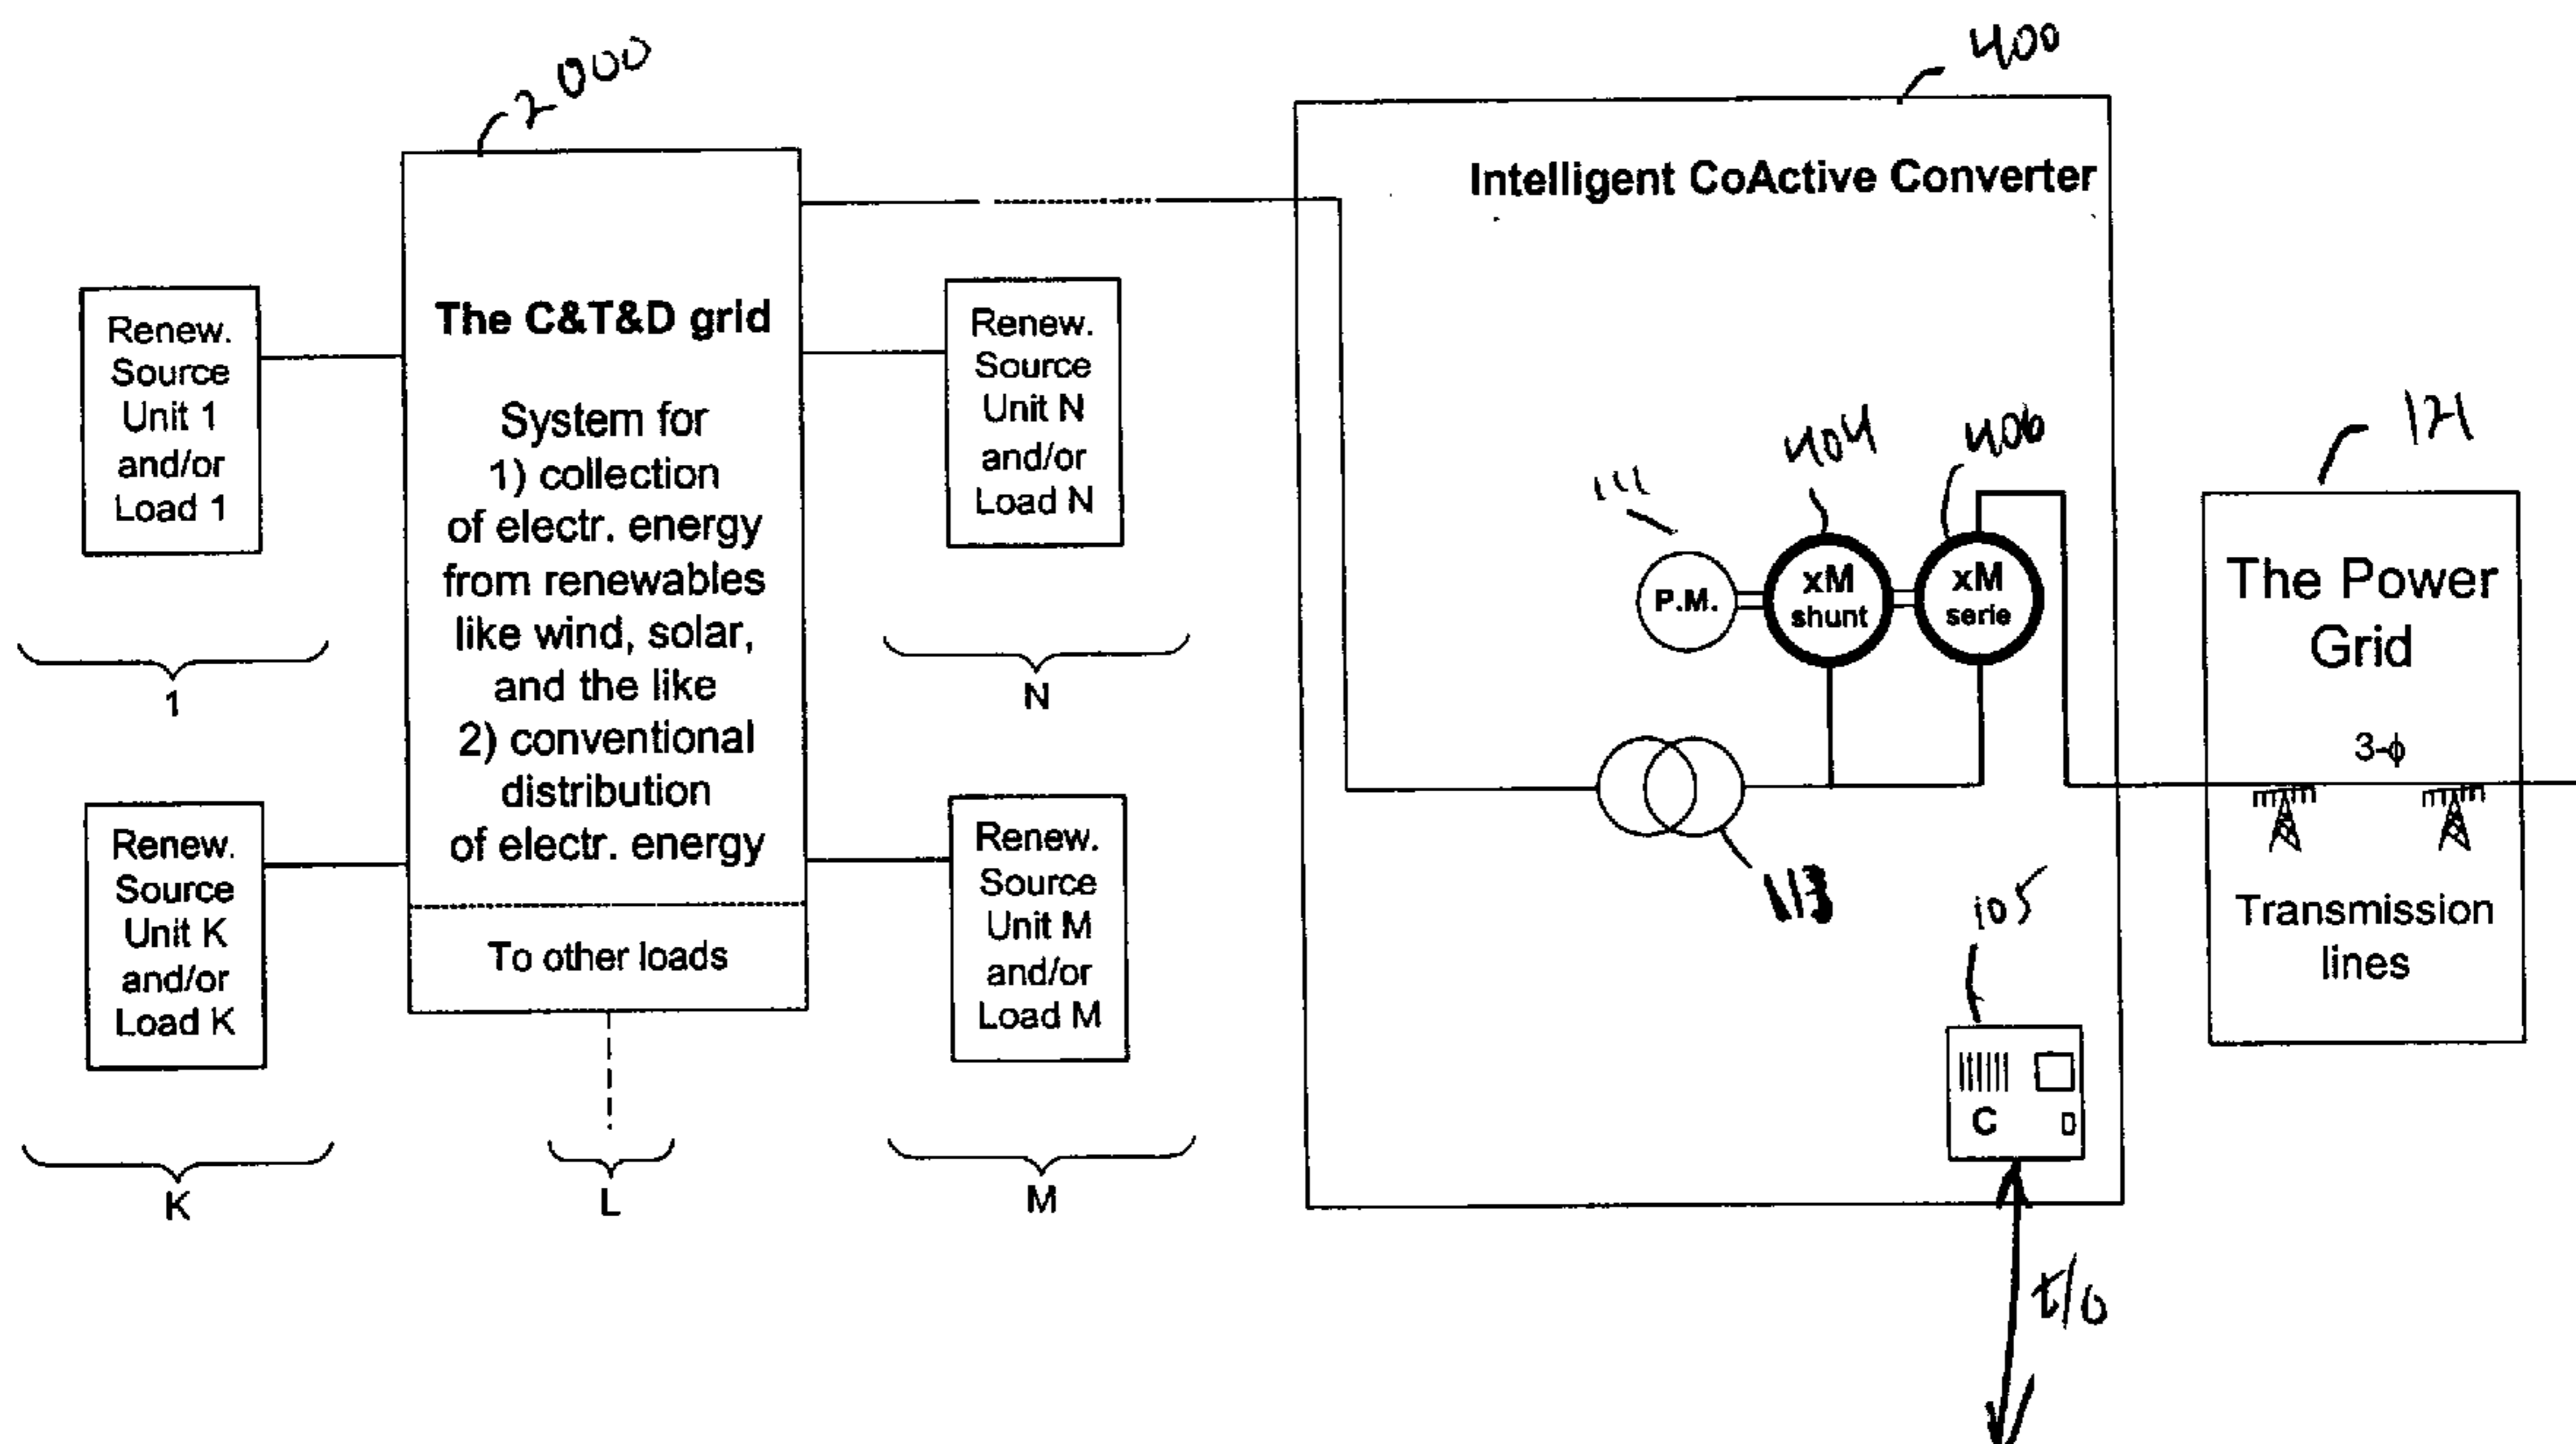 2000
400
Intelligent CoActive Converter
Renew.
Source
Unit 1
and/or
Load 1
1
The C&T&D grid
System for
1) collection
of electr. energy
from renewables
like wind, solar,
and the like
2) conventional
distribution
of electr. energy
To other loads
L
Renew.
Source
Unit N
and/or
Load N
N
Renew.
Source
Unit K
and/or
Load K
K
Renew.
Source
Unit M
and/or
Load M
M
111
404
406
P.M.
xM
shunt
xM
serie
113
105
C
I/O
121
The Power
Grid
3-ϕ
Transmission
lines